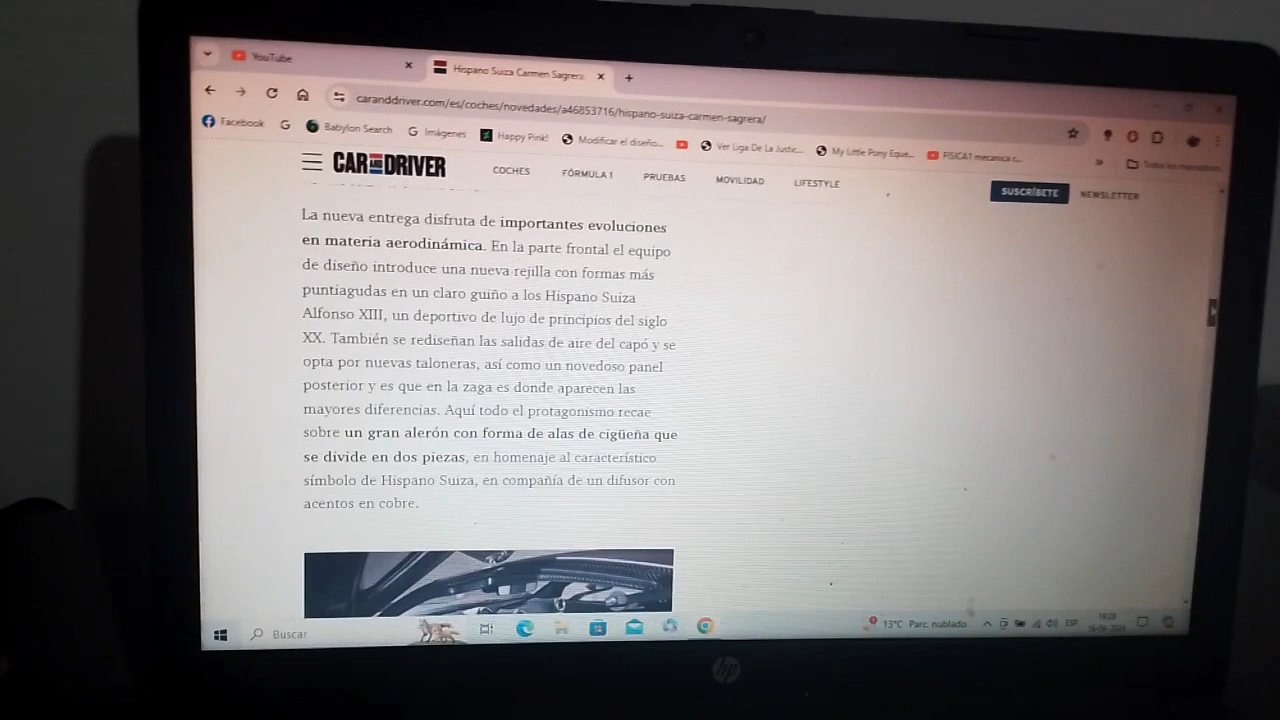 YouTube
Hispano Suiza Carmen Sagrera
caranddriver.com/es/coches/novedades/a46853716/hispano-suiza-carmen-sagrera/
Facebook
Babylon Search
Imágenes
Happy Pink!
Modificar el diseño...
Ver Liga De La Justic...
My Little Pony Eque...
FISICA1 mecanica c...
Todos los marcadores
CAR AND DRIVER
COCHES
FÓRMULA 1
PRUEBAS
MOVILIDAD
LIFESTYLE
SUSCRÍBETE
NEWSLETTER
La nueva entrega disfruta de importantes evoluciones
en materia aerodinámica. En la parte frontal el equipo
de diseño introduce una nueva rejilla con formas más
puntiagudas en un claro guiño a los Hispano Suiza
Alfonso XIII, un deportivo de lujo de principios del siglo
XX. También se rediseñan las salidas de aire del capó y se
opta por nuevas taloneras, así como un novedoso panel
posterior y es que en la zaga es donde aparecen las
mayores diferencias. Aquí todo el protagonismo recae
sobre un gran alerón con forma de alas de cigüeña que
se divide en dos piezas, en homenaje al característico
símbolo de Hispano Suiza, en compañía de un difusor con
acentos en cobre.
Buscar
13°C Parc. nublado
ESP
19:28
hp